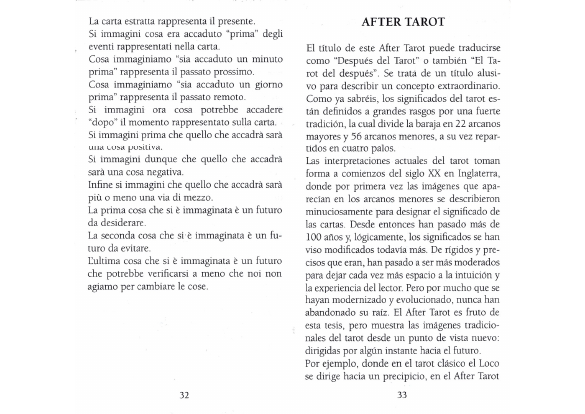 La carta estratta rappresenta il presente.
Si immagini cosa era accaduto “prima” degli
eventi rappresentati nella carta.
Cosa immaginiamo “sia accaduto un minuto
prima” rappresenta il passato prossimo.
Cosa immaginiamo “sia accaduto un giorno
prima” rappresenta il passato remoto.
Si immagini ora cosa potrebbe accadere
“dopo” il momento rappresentato sulla carta.
Si immagini prima che quello che accadrà sarà
una cosa positiva.
Si immagini dunque che quello che accadrà
sarà una cosa negativa.
Infine si immagini che quello che accadrà sarà
più o meno una via di mezzo.
La prima cosa che si è immaginata è un futuro
da desiderare.
La seconda cosa che si è immaginata è un fu-
turo da evitare.
L'ultima cosa che si è immaginata è un futuro
che potrebbe verificarsi a meno che noi non
agiamo per cambiare le cose.
32
AFTER TAROT
El título de este After Tarot puede traducirse
como “Después del Tarot” o también “El Ta-
rot del después”. Se trata de un título alusi-
vo para describir un concepto extraordinario.
Como ya sabréis, los significados del tarot es-
tán definidos a grandes rasgos por una fuerte
tradición, la cual divide la baraja en 22 arcanos
mayores y 56 arcanos menores, a su vez repar-
tidos en cuatro palos.
Las interpretaciones actuales del tarot toman
forma a comienzos del siglo XX en Inglaterra,
donde por primera vez las imágenes que apa-
recían en los arcanos menores se describieron
minuciosamente para designar el significado de
las cartas. Desde entonces han pasado más de
100 años y, lógicamente, los significados se han
viso modificados todavía más. De rígidos y pre-
cisos que eran, han pasado a ser más moderados
para dejar cada vez más espacio a la intuición y
la experiencia del lector. Pero por mucho que se
hayan modernizado y evolucionado, nunca han
abandonado su raíz. El After Tarot es fruto de
esta tesis, pero muestra las imágenes tradicio-
nales del tarot desde un punto de vista nuevo:
dirigidas por algún instante hacia el futuro.
Por ejemplo, donde en el tarot clásico el Loco
se dirige hacia un precipicio, en el After Tarot
33